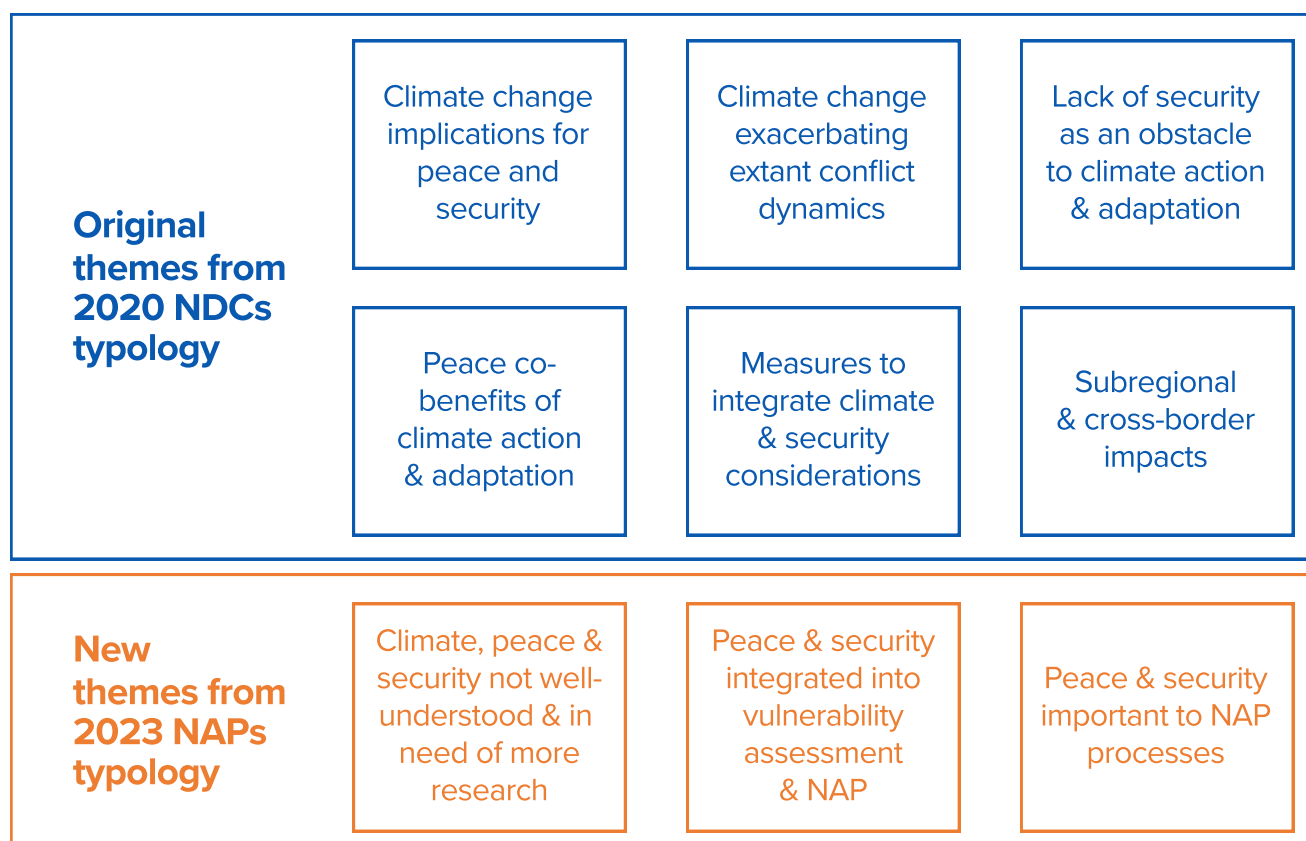 Original
themes from
2020 NDCs
typology
Climate change
implications for
peace and
security
Climate change
exacerbating
extant conflict
dynamics
Lack of security
as an obstacle
to climate action
& adaptation
Peace co-
benefits of
climate action
& adaptation
Measures to
integrate climate
& security
considerations
Subregional
& cross-border
impacts
New
themes from
2023 NAPs
typology
Climate, peace &
security not well-
understood & in
need of more
research
Peace & security
integrated into
vulnerability
assessment
& NAP
Peace & security
important to NAP
processes